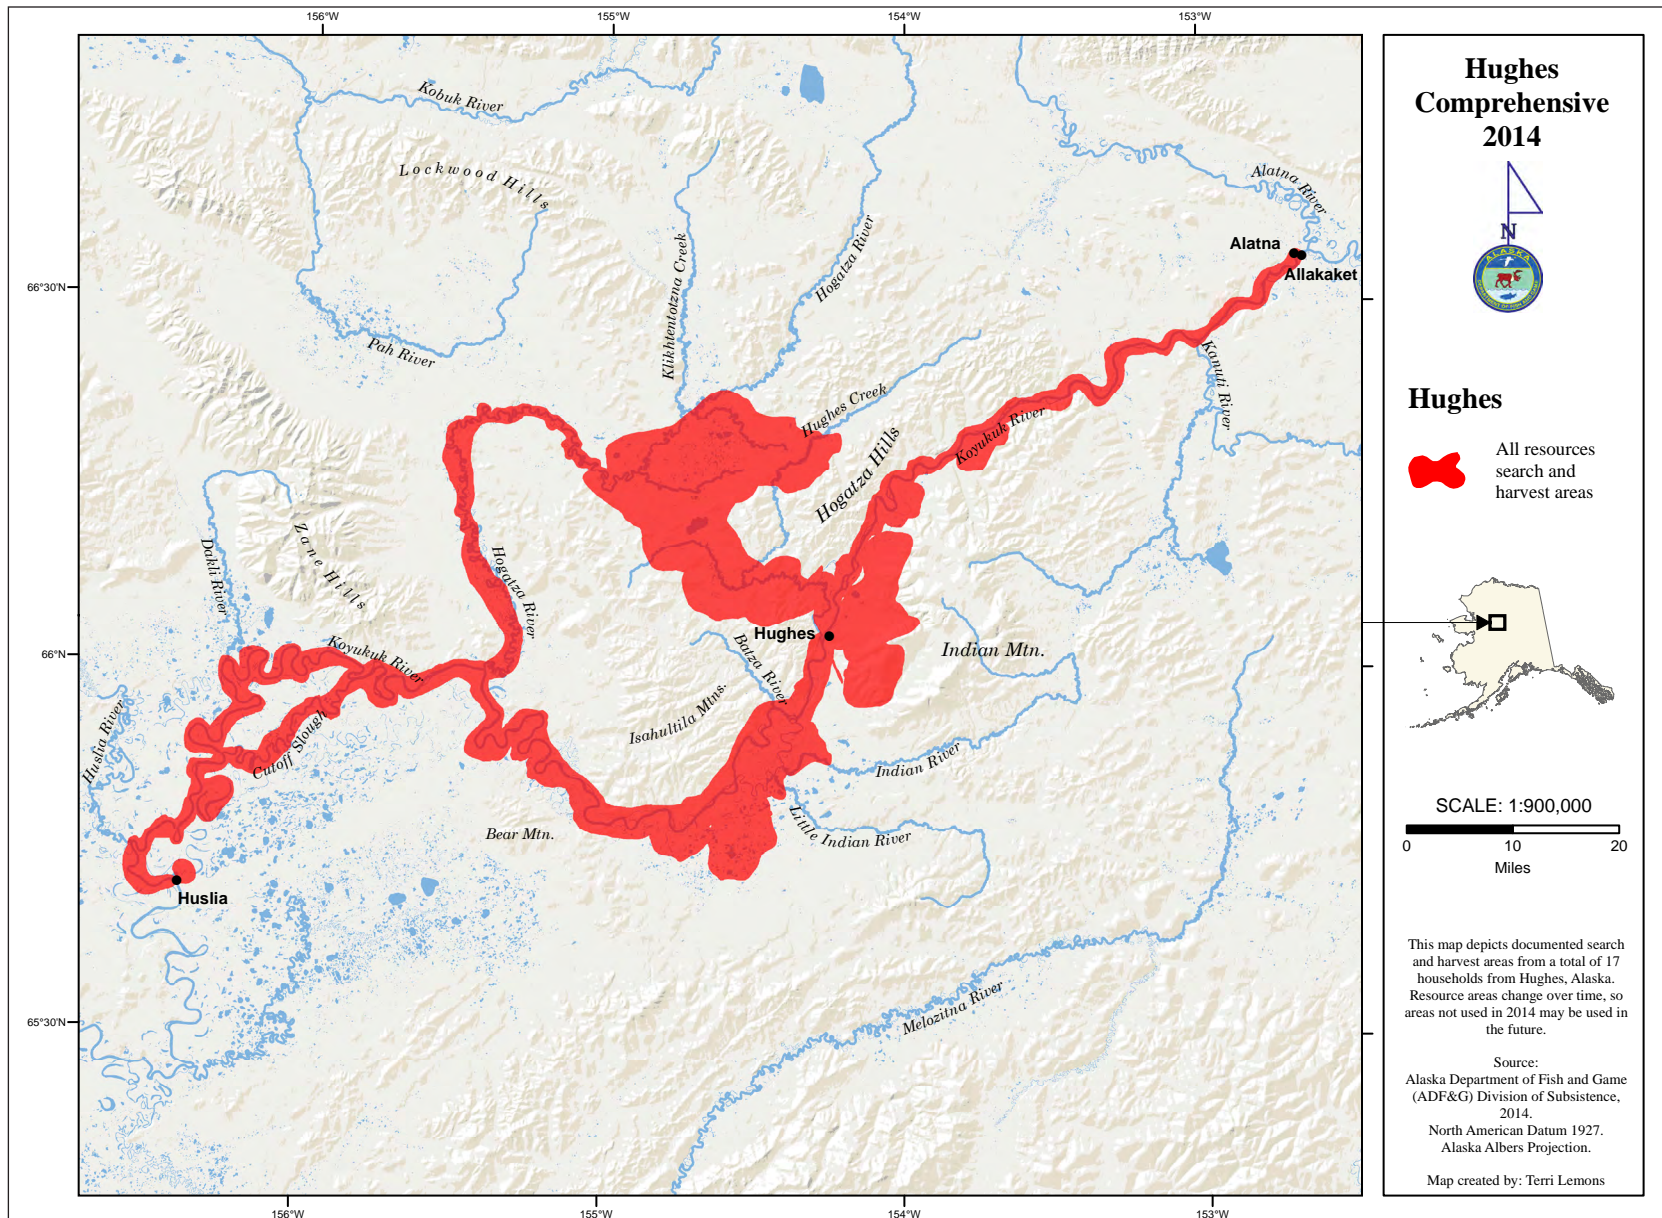 156°W
155°W
154°W
153°W
Kobuk River
Lockwood Hills
Alatna River
Klikhtentotzna Creek
Hogatza River
Alatna
Allakaket
66°30'N
Pah River
Kanuti River
Hughes Creek
Koyukuk River
Hogatza Hills
Zane Hills
Dakli River
Hogatza River
Hughes
66°N
Koyukuk River
Batza River
Indian Mtn.
Isahultila Mtns.
Huslia River
Cutoff Slough
Indian River
Bear Mtn.
Little Indian River
Huslia
Melozitna River
65°30'N
156°W
155°W
154°W
153°W
Hughes
Comprehensive
2014
N
ALASKA
Hughes
All resources
search and
harvest areas
SCALE: 1:900,000
0 10 20
Miles
This map depicts documented search
and harvest areas from a total of 17
households from Hughes, Alaska.
Resource areas change over time, so
areas not used in 2014 may be used in
the future.
Source:
Alaska Department of Fish and Game
(ADF&G) Division of Subsistence,
2014.
North American Datum 1927.
Alaska Albers Projection.
Map created by: Terri Lemons